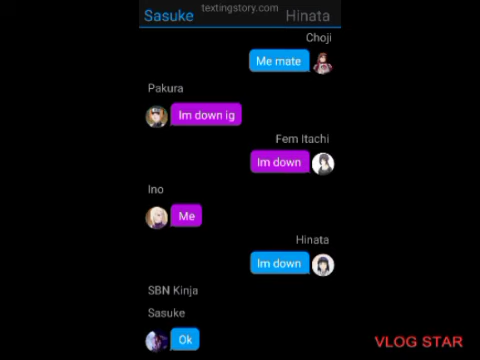 textingstory.com
Sasuke
Hinata
Choji
Me mate
Pakura
Im down ig
Fem Itachi
Im down
Ino
Me
Hinata
Im down
SBN Kinja
Sasuke
Ok
VLOG STAR